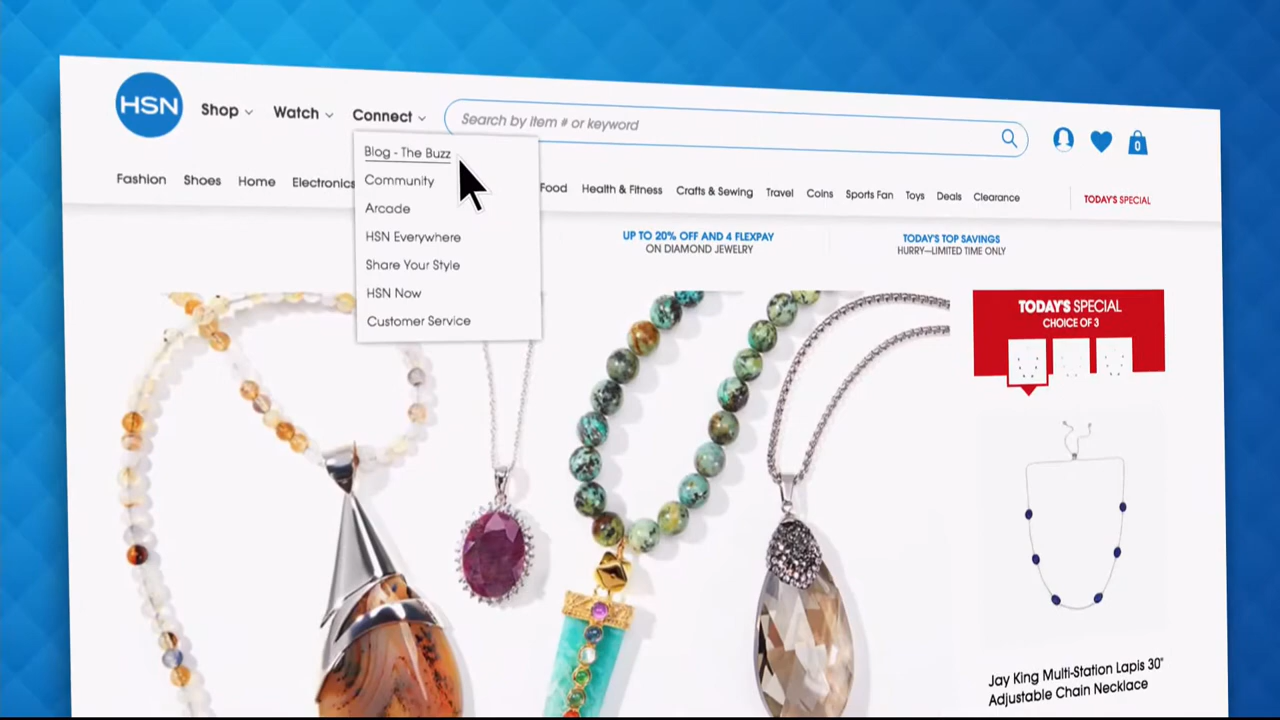 HSN
Shop
Watch
Connect
Search by item # or keyword
0
Blog - The Buzz
Community
Arcade
HSN Everywhere
Share Your Style
HSN Now
Customer Service
Fashion Shoes Home Electronics Food Health & Fitness Crafts & Sewing Travel Coins Sports Fan Toys Deals Clearance
TODAY'S SPECIAL
UP TO 20% OFF AND 4 FLEXPAY
ON DIAMOND JEWELRY
TODAY'S TOP SAVINGS
HURRY—LIMITED TIME ONLY
TODAY'S SPECIAL
CHOICE OF 3
Jay King Multi-Station Lapis 30"
Adjustable Chain Necklace